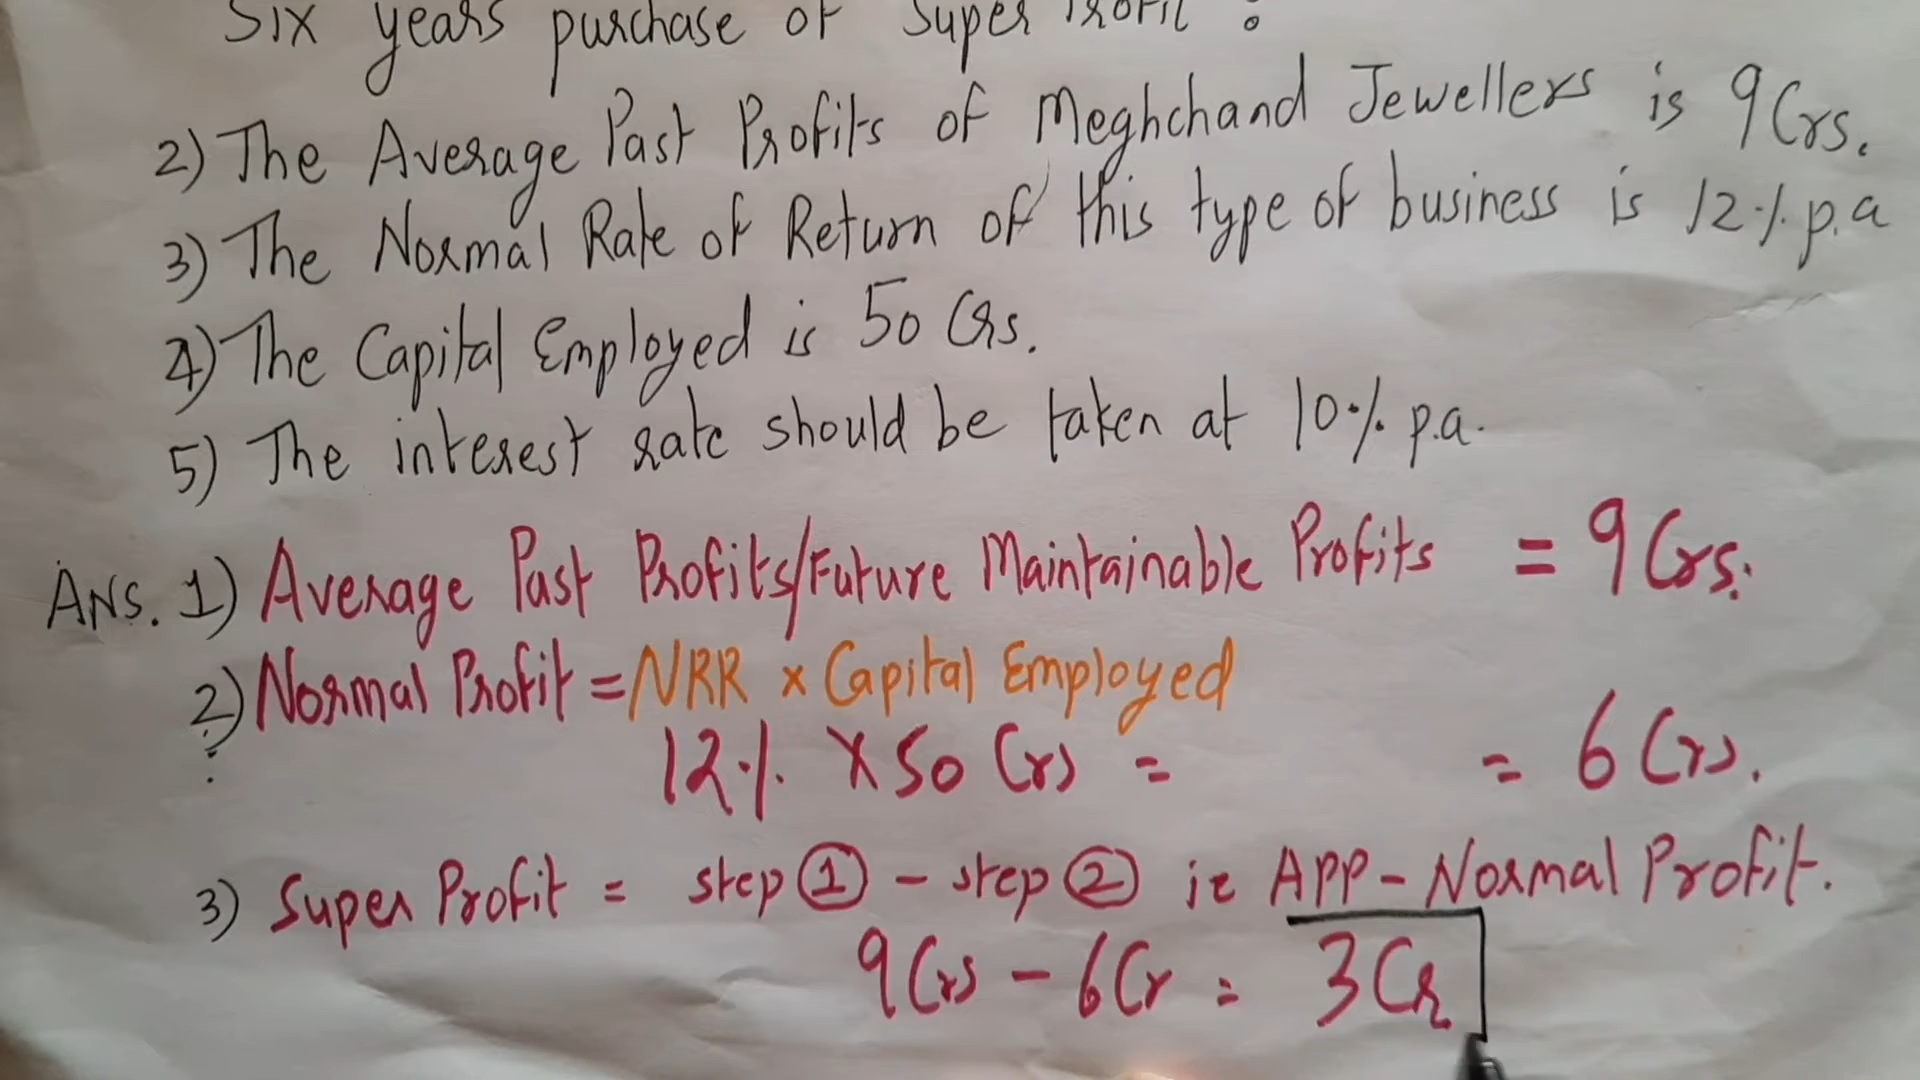 Six years purchase of Super Profit :
2) The Average Past Profits of Meghchand Jewellers is 9 Crs.
3) The Normal Rate of Return of this type of business is 12% p.a
4) The Capital Employed is 50 Crs.
5) The interest rate should be taken at 10% p.a.
Ans. 1) Average Past Profits/Future Maintainable Profits = 9 Crs.
2) Normal Profit = NRR x Capital Employed
12% X 50 Crs = = 6 Crs.
3) Super Profit = step ① - step ② ie APP - Normal Profit.
9 Crs - 6 Cr = 3 Cr